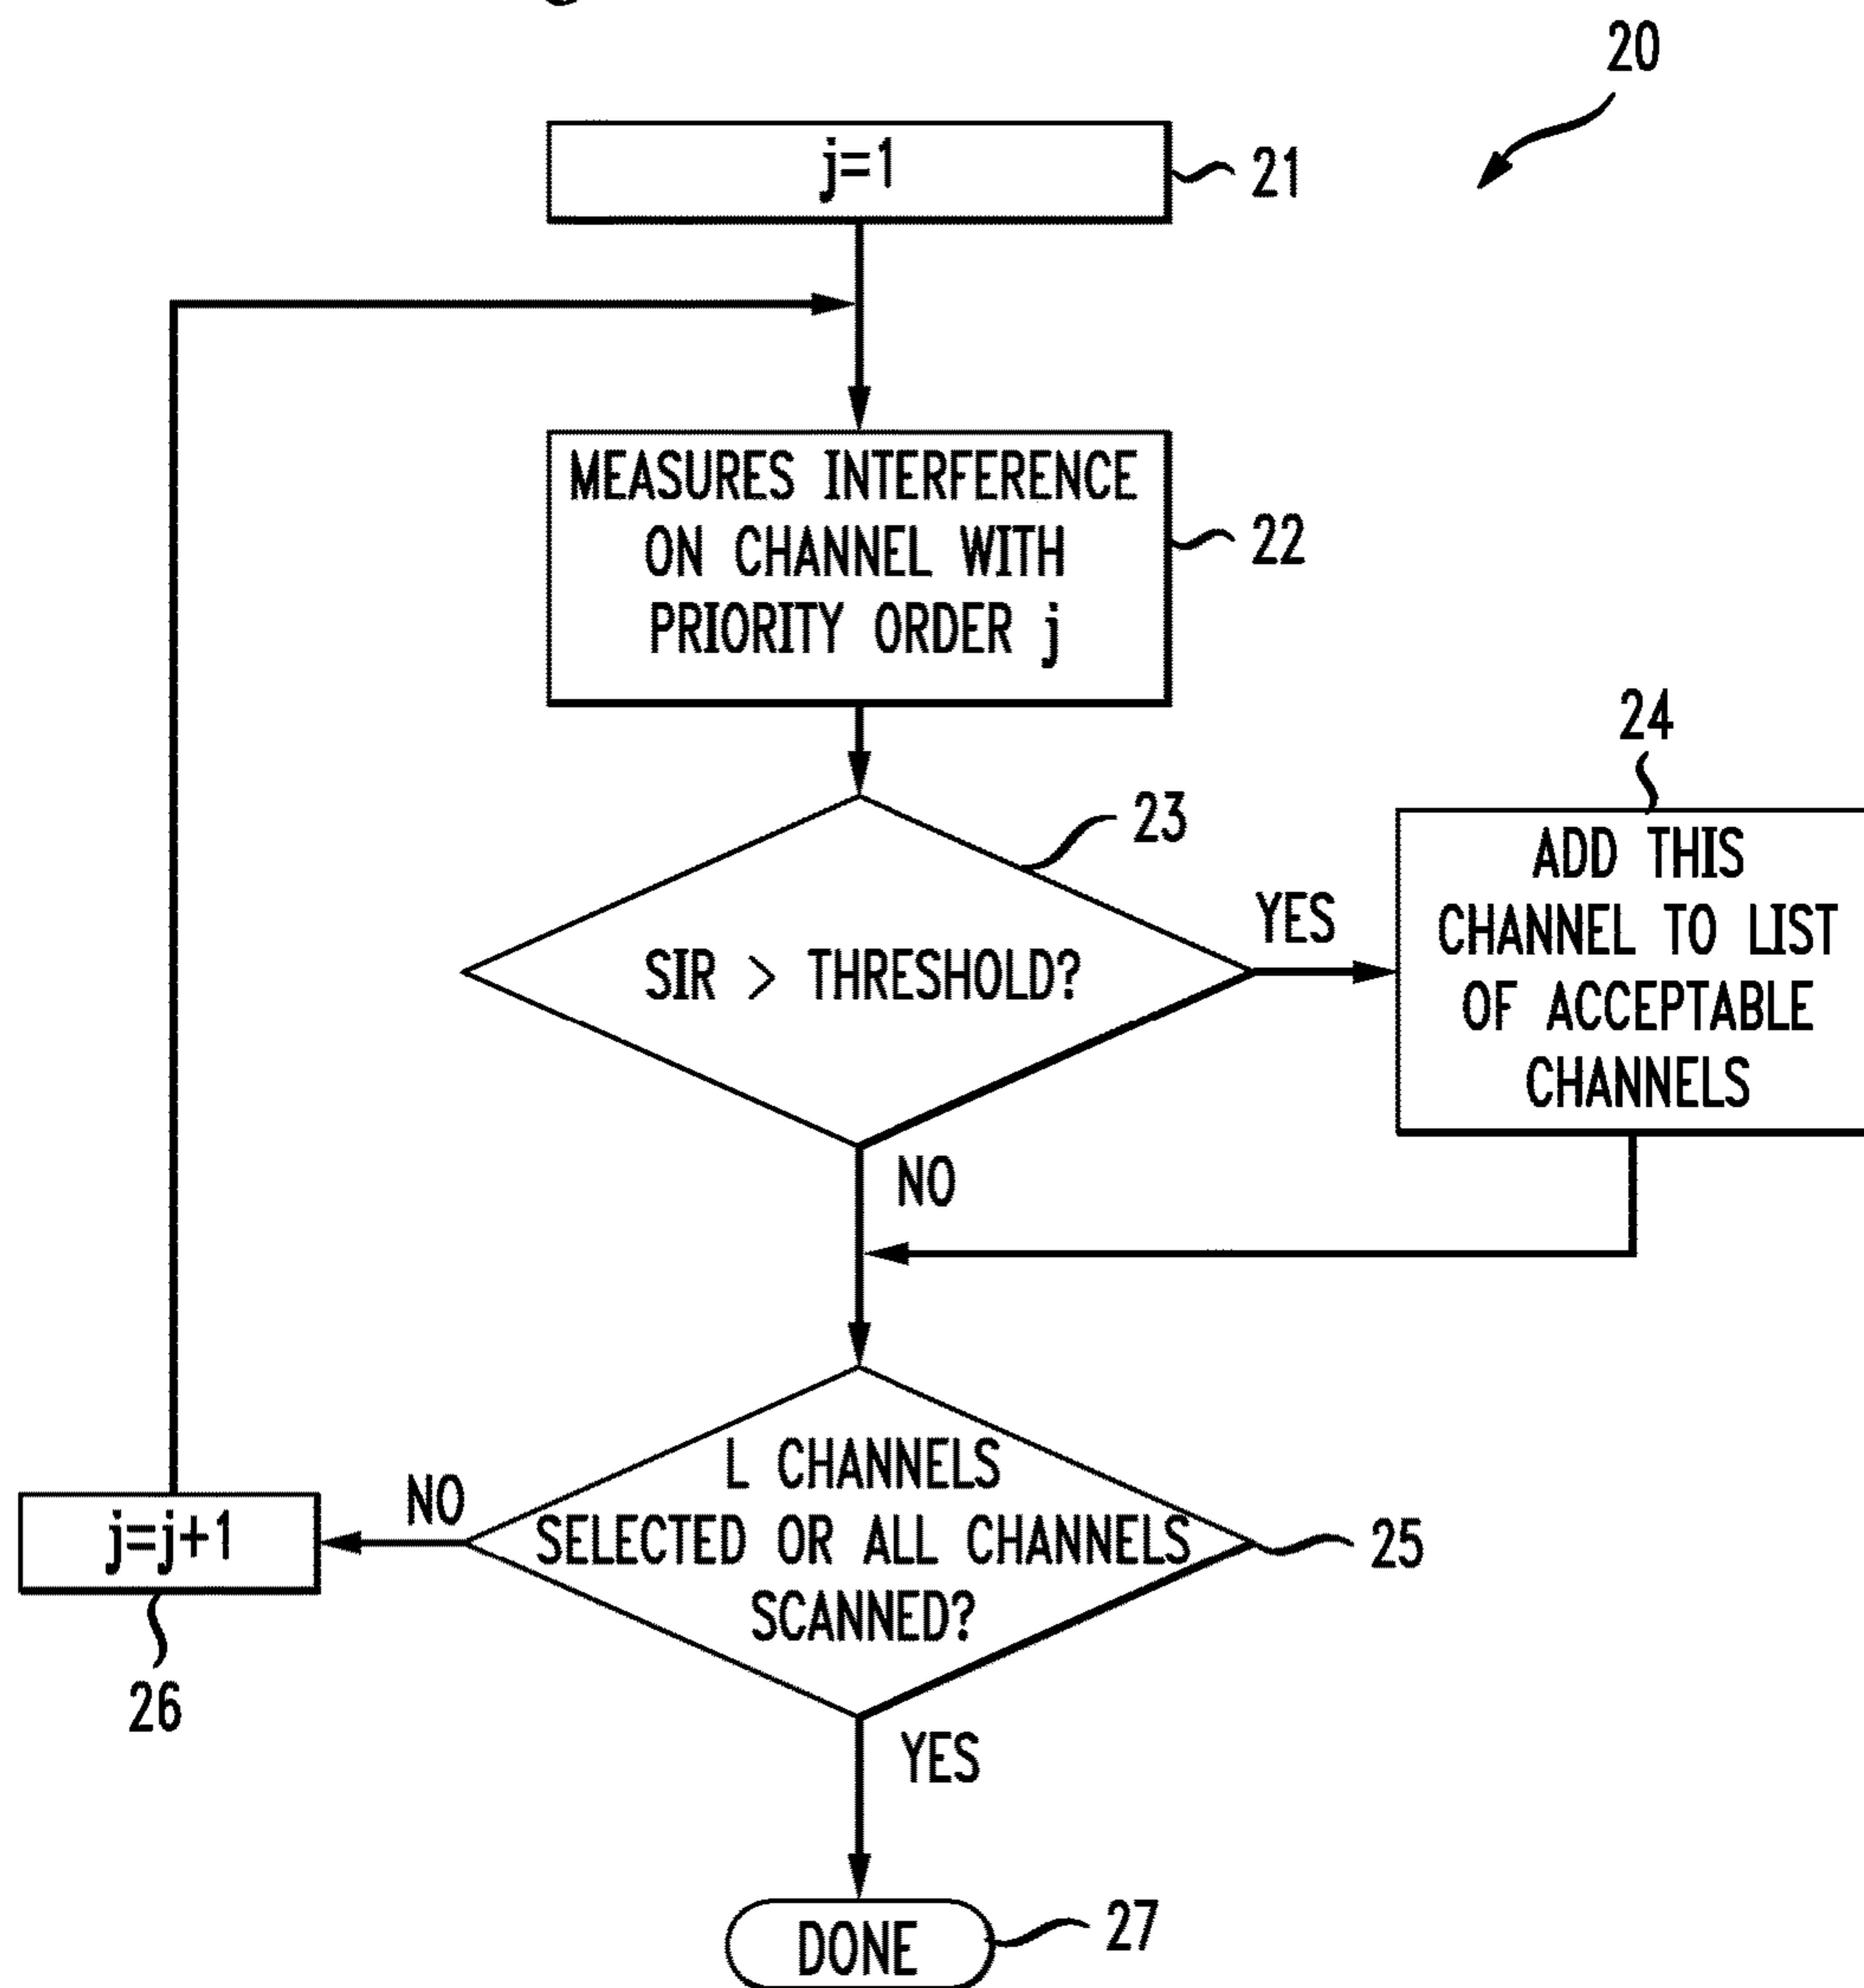 20
j=1
21
MEASURES INTERFERENCE
ON CHANNEL WITH
PRIORITY ORDER j
22
23
SIR > THRESHOLD?
YES
24
ADD THIS
CHANNEL TO LIST
OF ACCEPTABLE
CHANNELS
NO
L CHANNELS
SELECTED OR ALL CHANNELS
SCANNED?
25
NO
j=j+1
26
YES
DONE
27